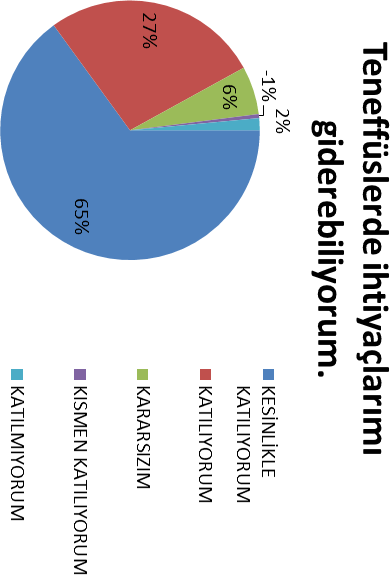 Teneffüslerde ihtiyaçlarımı
giderebiliyorum.
2%
-1%
6%
27%
65%
KESİNLİKLE
KATILIYORUM
KATILIYORUM
KARARSIZIM
KISMEN KATILIYORUM
KATILMIYORUM